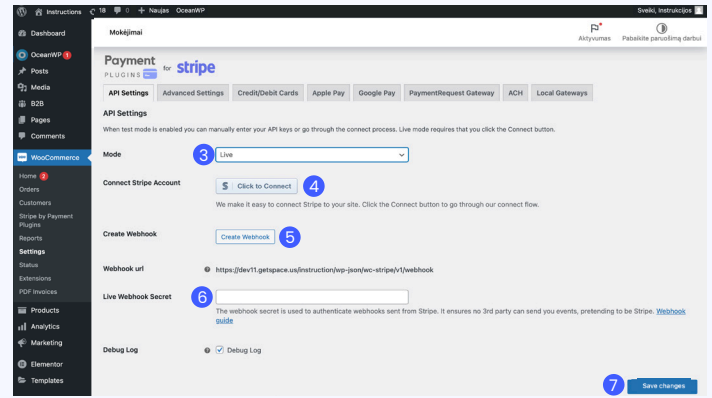 Instructions 18 0 + Naujas OceanWP Sveiki, Instrukcijos
Dashboard
OceanWP 1
Posts
Media
B2B
Pages
Comments
WooCommerce
Home 2
Orders
Customers
Stripe by Payment
Plugins
Reports
Settings
Status
Extensions
PDF Invoices
Products
Analytics
Marketing
Elementor
Templates
Mokėjimai
Aktyvumas Pabaikite paruošimą darbui
Payment
PLUGINS for stripe
API Settings Advanced Settings Credit/Debit Cards Apple Pay Google Pay PaymentRequest Gateway ACH Local Gateways
API Settings
When test mode is enabled you can manually enter your API keys or go through the connect process. Live mode requires that you click the Connect button.
Mode 3 Live
Connect Stripe Account S Click to Connect 4
We make it easy to connect Stripe to your site. Click the Connect button to go through our connect flow.
Create Webhook Create Webhook 5
Webhook url https://dev11.getspace.us/instruction/wp-json/wc-stripe/v1/webhook
Live Webhook Secret 6
The webhook secret is used to authenticate webhooks sent from Stripe. It ensures no 3rd party can send you events, pretending to be Stripe. Webhook
guide
Debug Log Debug Log
7 Save changes